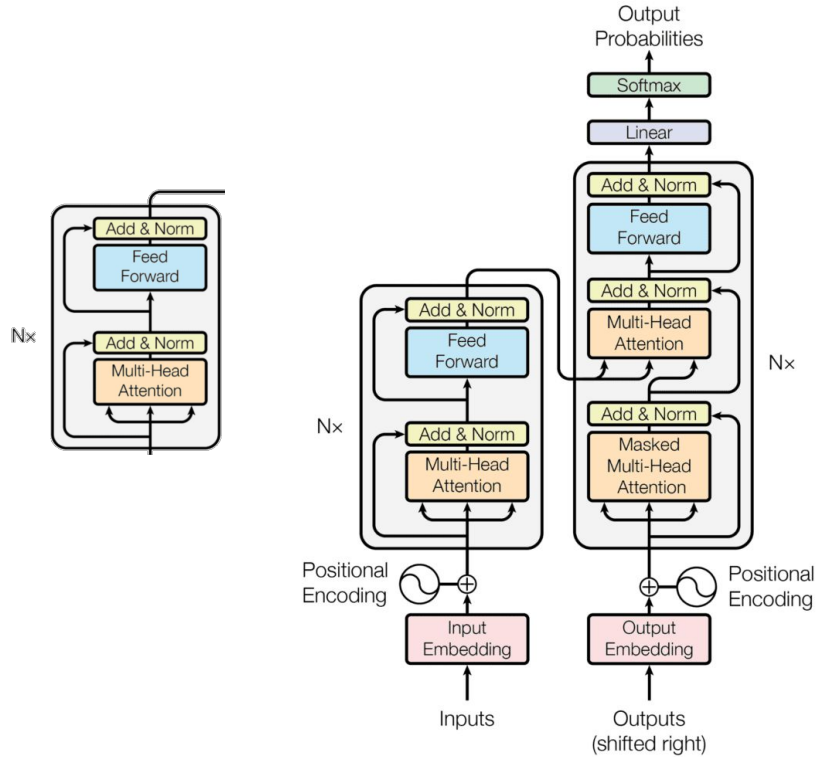 Output
Probabilities
Softmax
Linear
Add & Norm
Feed
Forward
Add & Norm
Multi-Head
Attention
Nx
Add & Norm
Masked
Multi-Head
Attention
Positional
Encoding
Output
Embedding
Outputs
(shifted right)
Add & Norm
Feed
Forward
Nx
Add & Norm
Multi-Head
Attention
Positional
Encoding
Input
Embedding
Inputs
Add & Norm
Feed
Forward
Nx
Add & Norm
Multi-Head
Attention